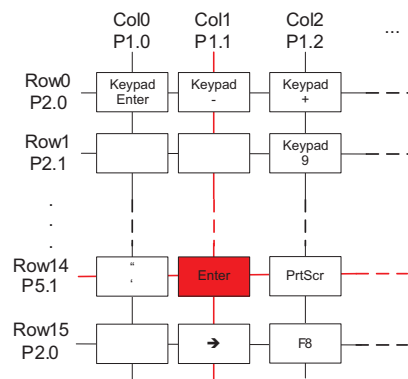 Col0 Col1 Col2
P1.0 P1.1 P1.2 ...
Row0 Keypad Keypad Keypad
P2.0 Enter - +
Row1 Keypad
P2.1 9
.
.
.
Row14 “ Enter PrtScr
P5.1 ‘
Row15 ➔ F8
P2.0